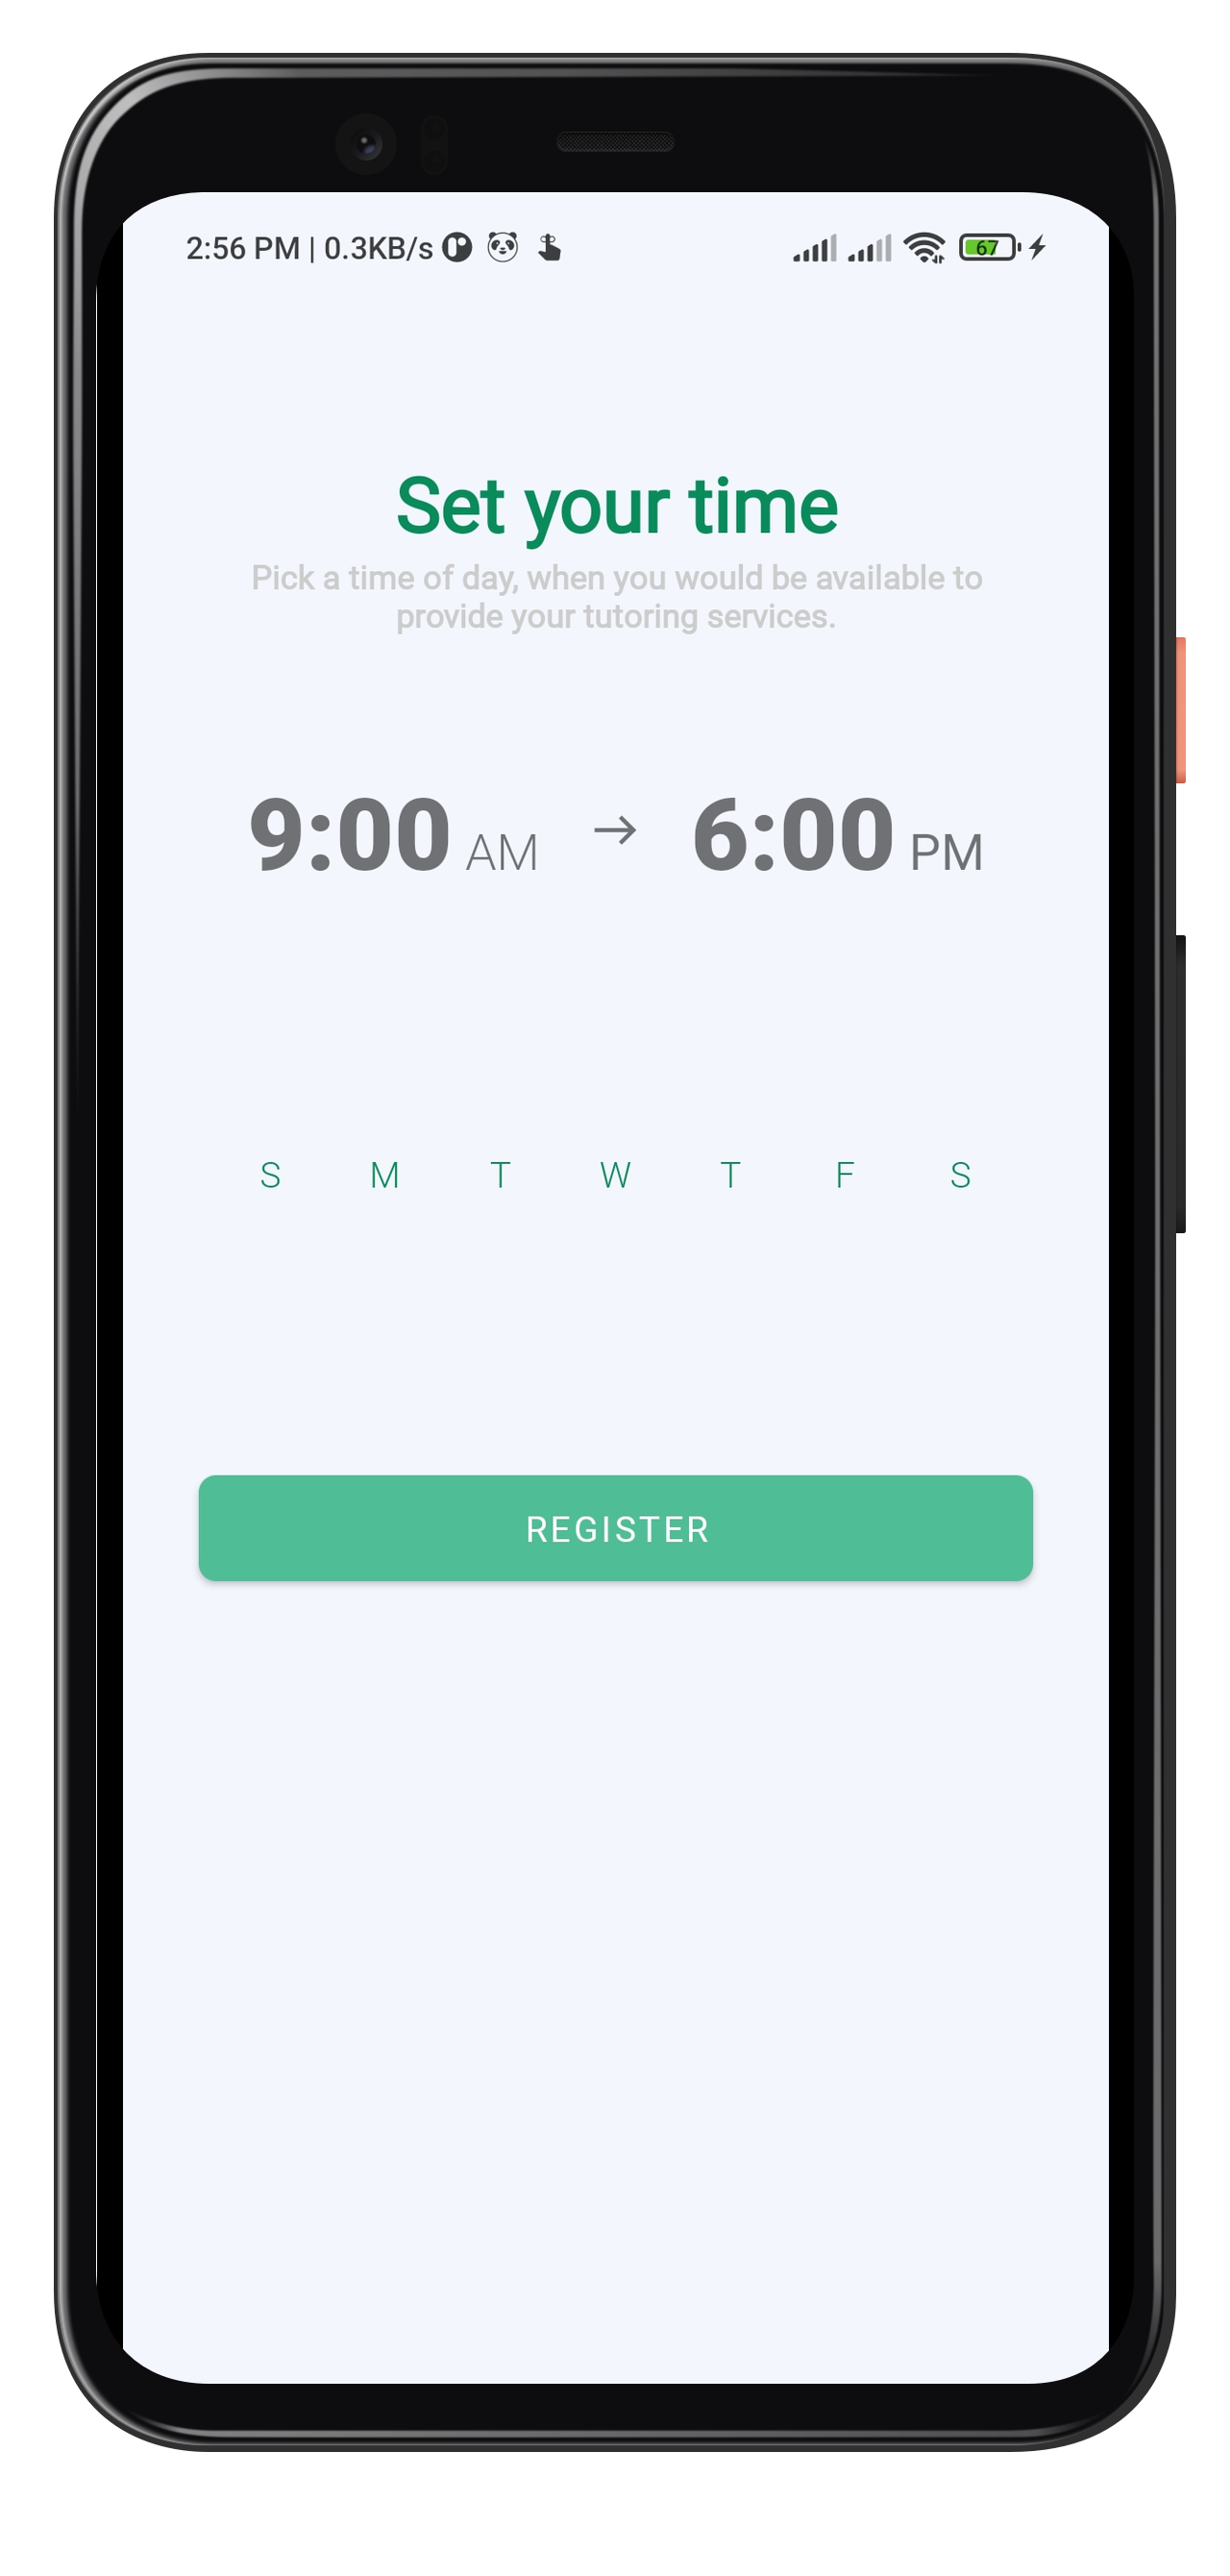 2:56 PM | 0.3KB/s 67
Set your time
Pick a time of day, when you would be available to
provide your tutoring services.
9:00 AM → 6:00 PM
S M T W T F S
REGISTER